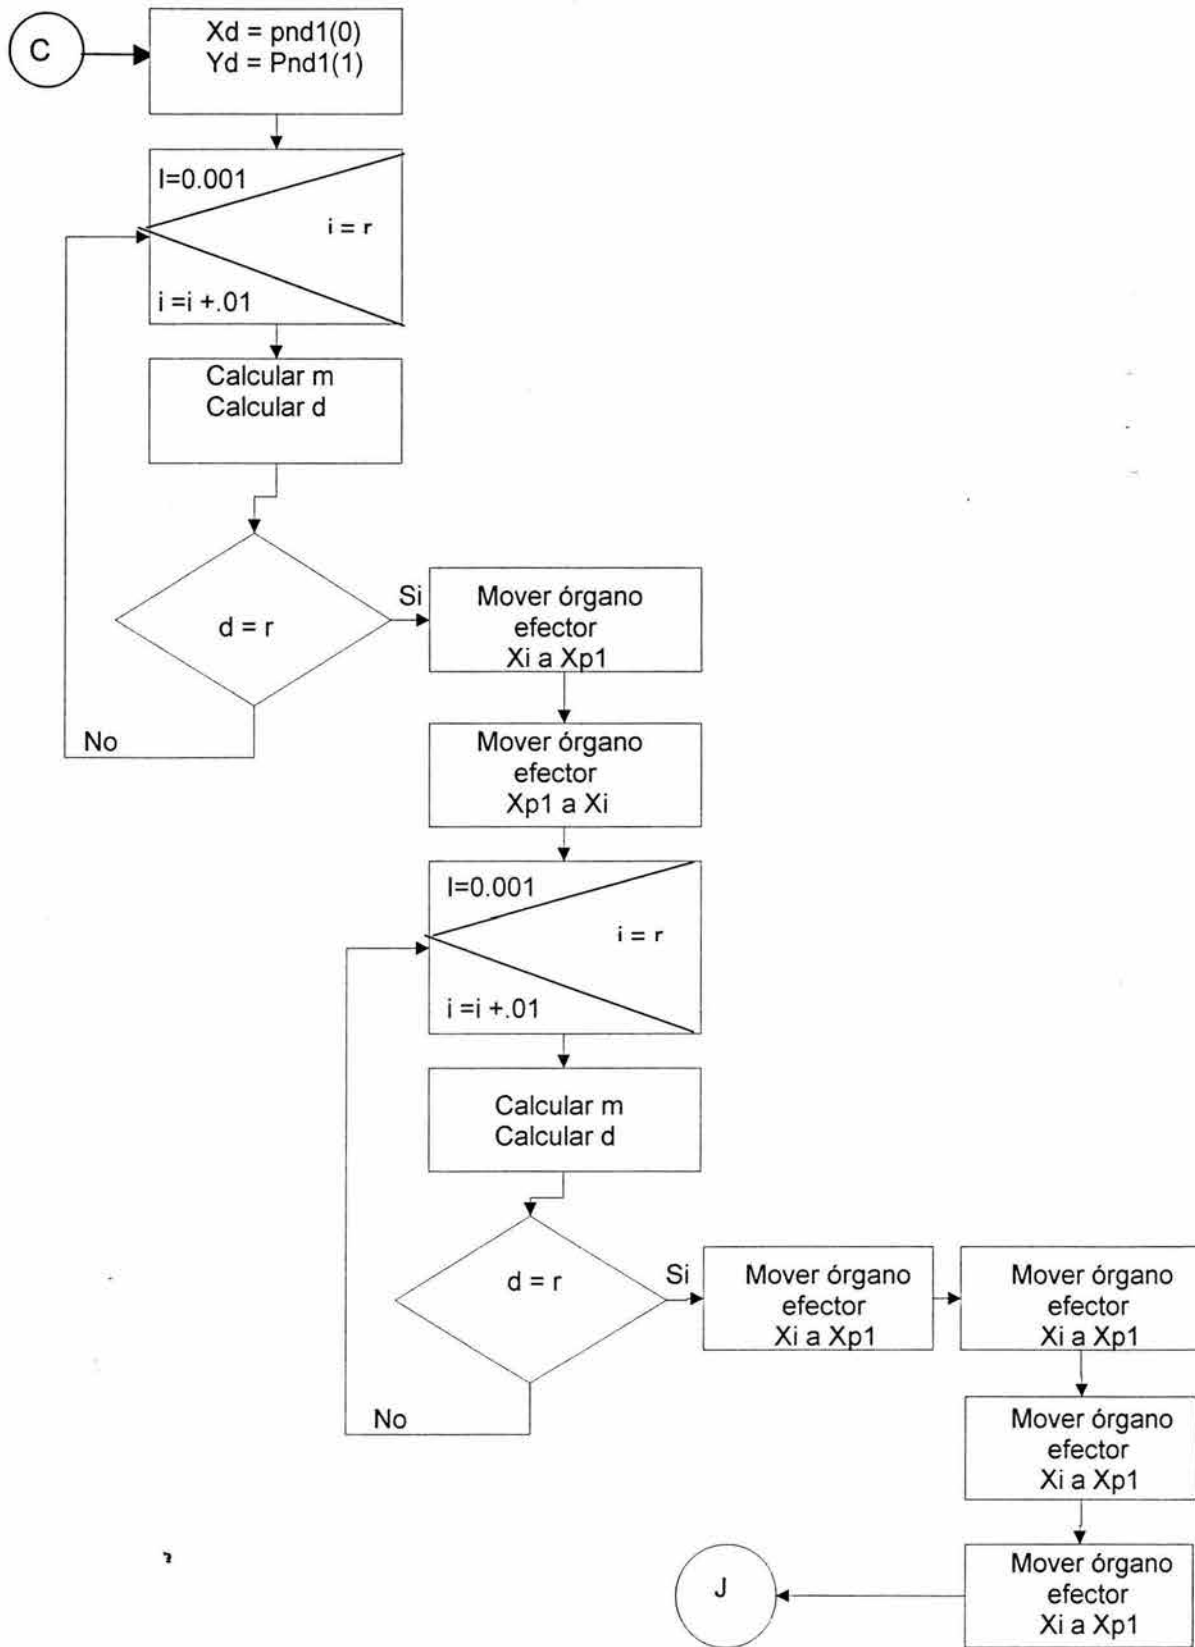 C
Xd = pnd1(0)
Yd = Pnd1(1)
I=0.001
i = r
i =i +.01
Calcular m
Calcular d
d = r
Si
No
Mover órgano
efector
Xi a Xp1
Mover órgano
efector
Xp1 a Xi
I=0.001
i = r
i =i +.01
Calcular m
Calcular d
d = r
Si
No
Mover órgano
efector
Xi a Xp1
Mover órgano
efector
Xi a Xp1
Mover órgano
efector
Xi a Xp1
Mover órgano
efector
Xi a Xp1
J